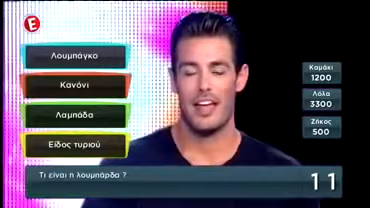 E
Λουμπάγκο
Κανόνι
Λαμπάδα
Είδος τυριού
Καμάκι
1200
Λόλα
3300
Ζήκος
500
Τι είναι η λουμπάρδα ?
11